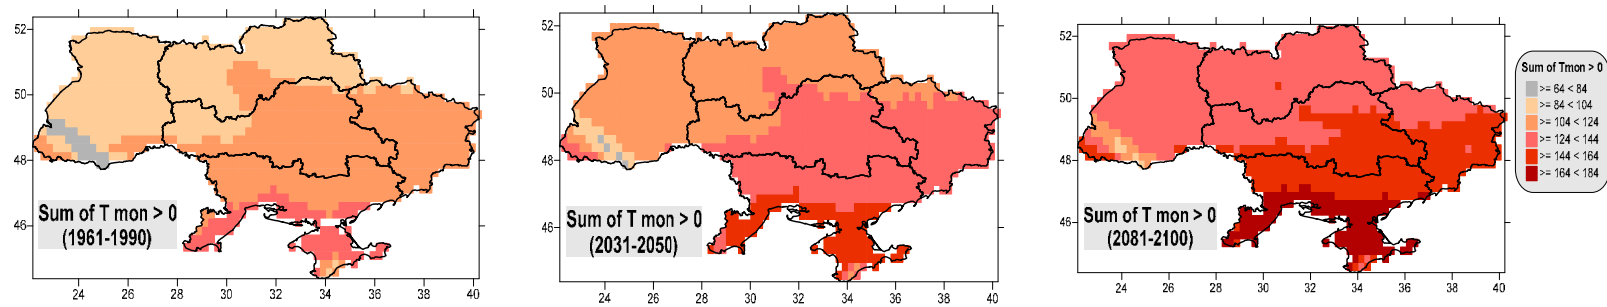 52
50
48
46
Sum of T mon > 0
(1961-1990)
24 26 28 30 32 34 36 38 40
52
50
48
46
Sum of T mon > 0
(2031-2050)
24 26 28 30 32 34 36 38 40
52
50
48
46
Sum of T mon > 0
(2081-2100)
24 26 28 30 32 34 36 38 40
Sum of Tmon > 0
>= 64 < 84
>= 84 < 104
>= 104 < 124
>= 124 < 144
>= 144 < 164
>= 164 < 184